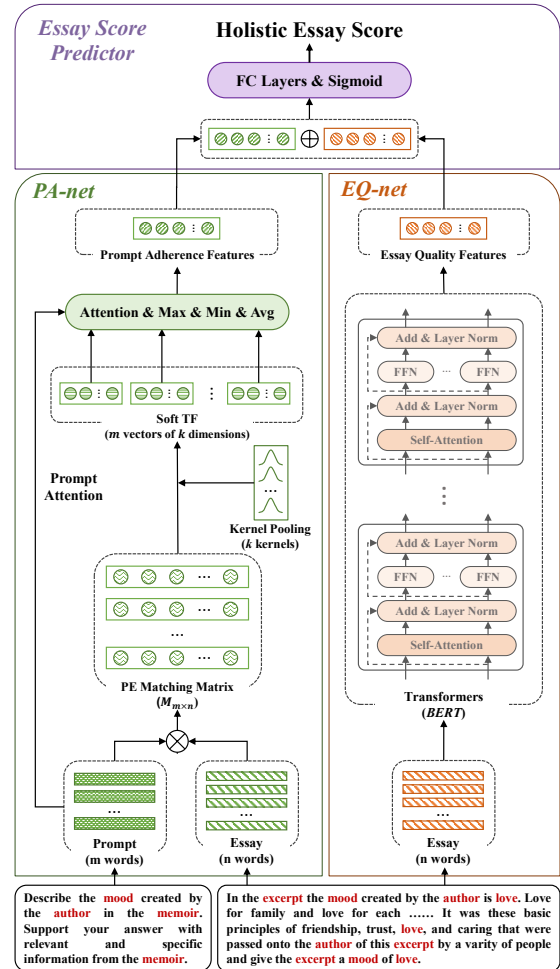 Essay Score
Predictor
Holistic Essay Score
FC Layers & Sigmoid
PA-net
EQ-net
Prompt Adherence Features
Essay Quality Features
Attention & Max & Min & Avg
Soft TF
(m vectors of k dimensions)
Prompt
Attention
...
Kernel Pooling
(k kernels)
...
...
...
...
PE Matching Matrix
(Mm×n)
...
Prompt
(m words)
...
Essay
(n words)
Add & Layer Norm
FFN ... FFN
Add & Layer Norm
Self-Attention
Add & Layer Norm
FFN ... FFN
Add & Layer Norm
Self-Attention
Transformers
(BERT)
...
Essay
(n words)
Describe the mood created by
the author in the memoir.
Support your answer with
relevant and specific
information from the memoir.
In the excerpt the mood created by the author is love. Love
for family and love for each …… It was these basic
principles of friendship, trust, love, and caring that were
passed onto the author of this excerpt by a varity of people
and give the excerpt a mood of love.